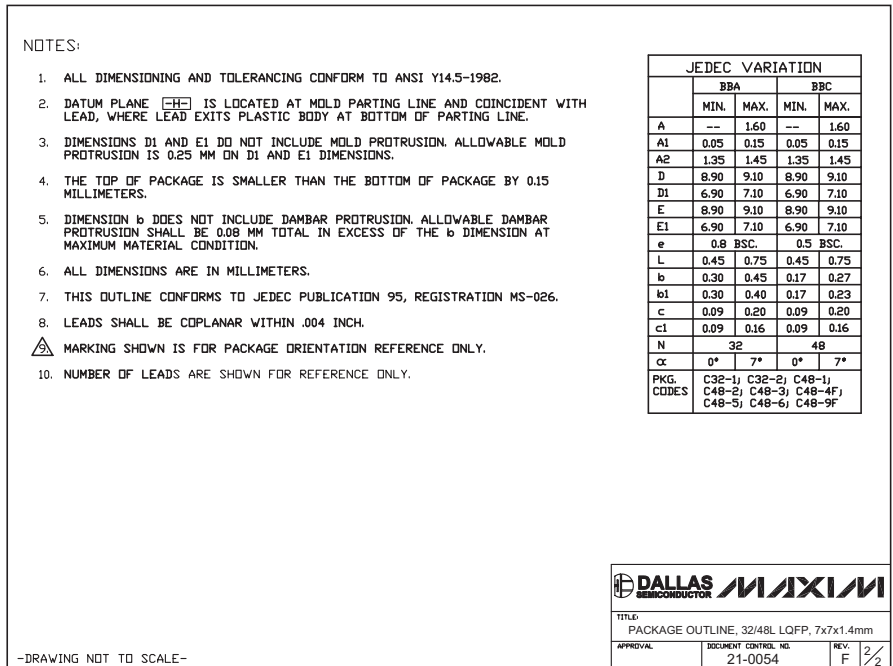 NOTES:
1. ALL DIMENSIONING AND TOLERANCING CONFORM TO ANSI Y14.5-1982.
2. DATUM PLANE -H- IS LOCATED AT MOLD PARTING LINE AND COINCIDENT WITH
LEAD, WHERE LEAD EXITS PLASTIC BODY AT BOTTOM OF PARTING LINE.
3. DIMENSIONS D1 AND E1 DO NOT INCLUDE MOLD PROTRUSION. ALLOWABLE MOLD
PROTRUSION IS 0.25 MM ON D1 AND E1 DIMENSIONS.
4. THE TOP OF PACKAGE IS SMALLER THAN THE BOTTOM OF PACKAGE BY 0.15
MILLIMETERS.
5. DIMENSION b DOES NOT INCLUDE DAMBAR PROTRUSION. ALLOWABLE DAMBAR
PROTRUSION SHALL BE 0.08 MM TOTAL IN EXCESS OF THE b DIMENSION AT
MAXIMUM MATERIAL CONDITION.
6. ALL DIMENSIONS ARE IN MILLIMETERS.
7. THIS OUTLINE CONFORMS TO JEDEC PUBLICATION 95, REGISTRATION MS-026.
8. LEADS SHALL BE COPLANAR WITHIN .004 INCH.
9. MARKING SHOWN IS FOR PACKAGE ORIENTATION REFERENCE ONLY.
10. NUMBER OF LEADS ARE SHOWN FOR REFERENCE ONLY.
JEDEC VARIATION
BBA BBC
MIN. MAX. MIN. MAX.
A -- 1.60 -- 1.60
A1 0.05 0.15 0.05 0.15
A2 1.35 1.45 1.35 1.45
D 8.90 9.10 8.90 9.10
D1 6.90 7.10 6.90 7.10
E 8.90 9.10 8.90 9.10
E1 6.90 7.10 6.90 7.10
e 0.8 BSC. 0.5 BSC.
L 0.45 0.75 0.45 0.75
b 0.30 0.45 0.17 0.27
b1 0.30 0.40 0.17 0.23
c 0.09 0.20 0.09 0.20
c1 0.09 0.16 0.09 0.16
N 32 48
α 0° 7° 0° 7°
PKG. C32-1; C32-2; C48-1;
CODES C48-2; C48-3; C48-4F;
C48-5; C48-6; C48-9F
DALLAS MAXIM
SEMICONDUCTOR
TITLE:
PACKAGE OUTLINE, 32/48L LQFP, 7x7x1.4mm
APPROVAL DOCUMENT CONTROL NO. REV.
21-0054 F 2/2
-DRAWING NOT TO SCALE-